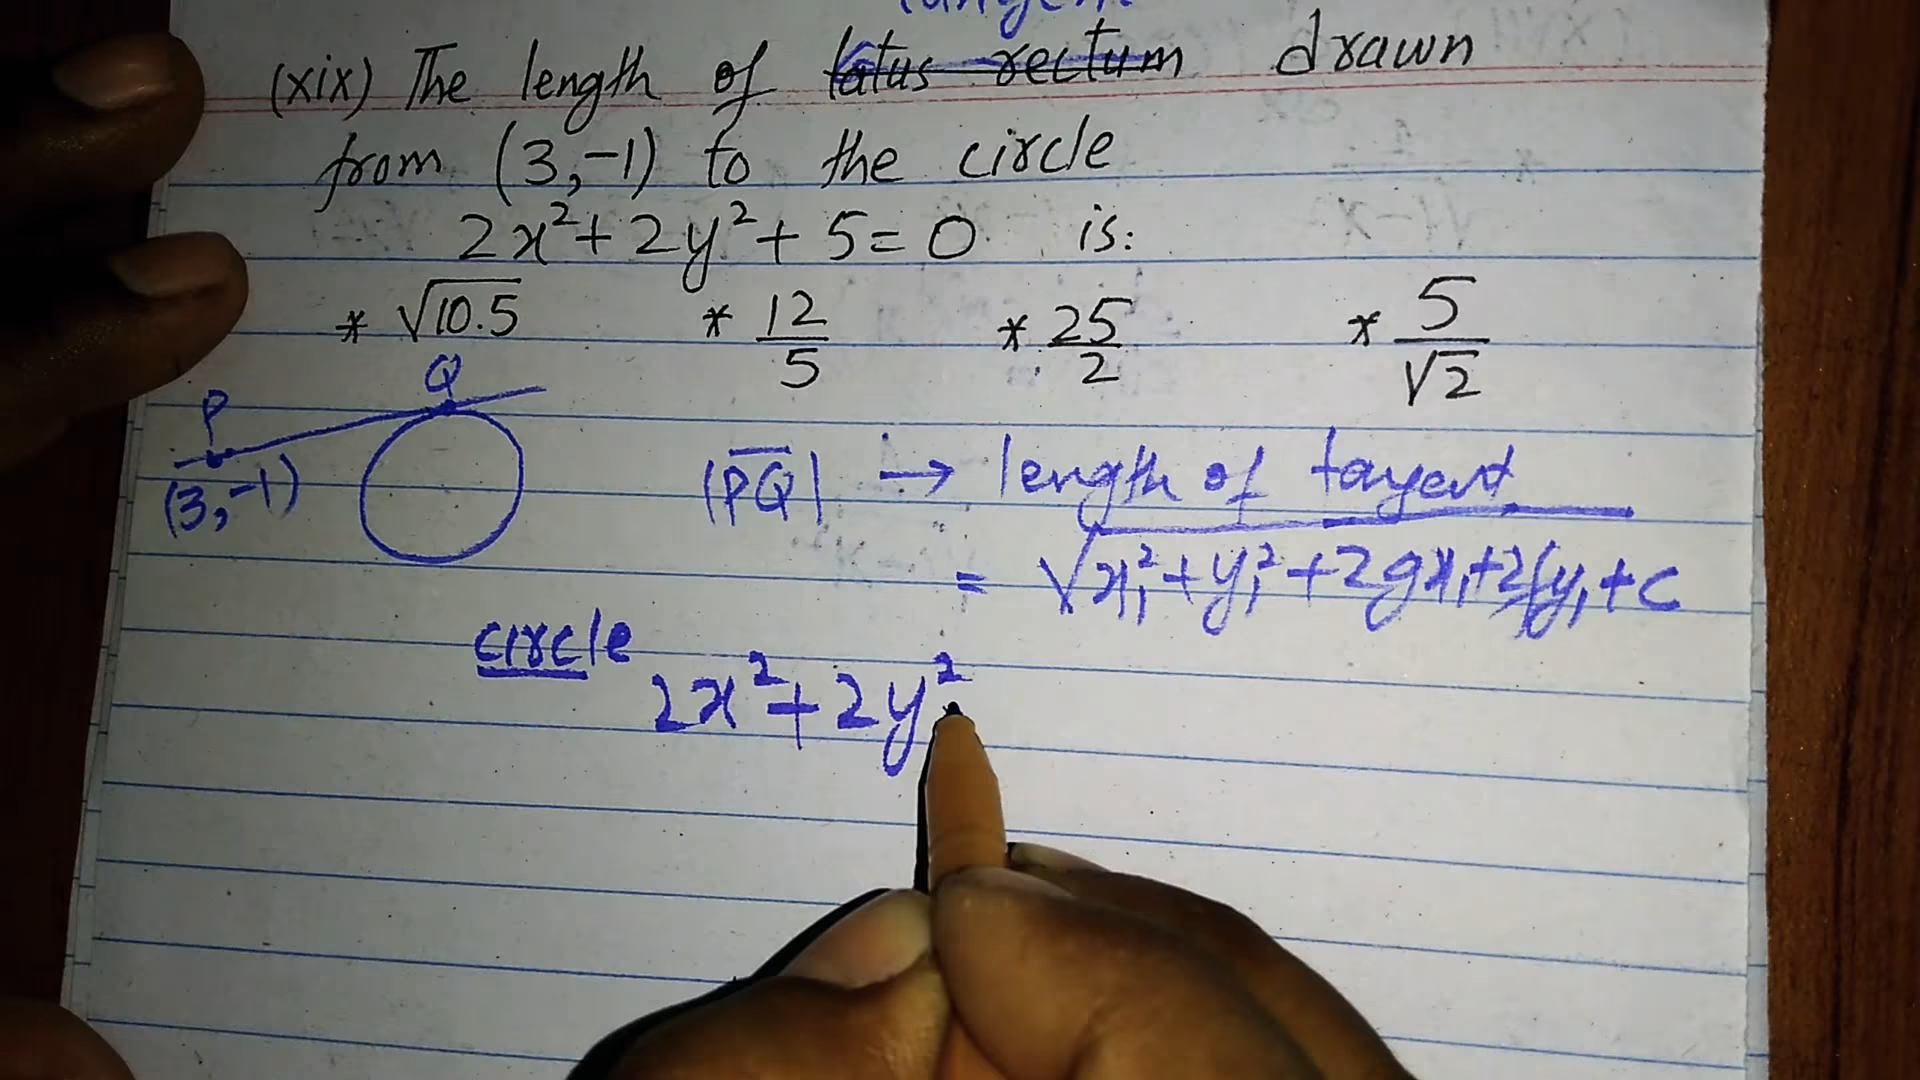 (xix) The length of latus rectum drawn
from (3,-1) to the circle
2x²+2y²+5=0 is:
* √10.5 * 12/5 * 25/2 * 5/√2
Q
P
(3,-1)
|PQ| → length of tangent
= √x₁²+y₁²+2gx₁+2fy₁+c
circle
2x²+2y²